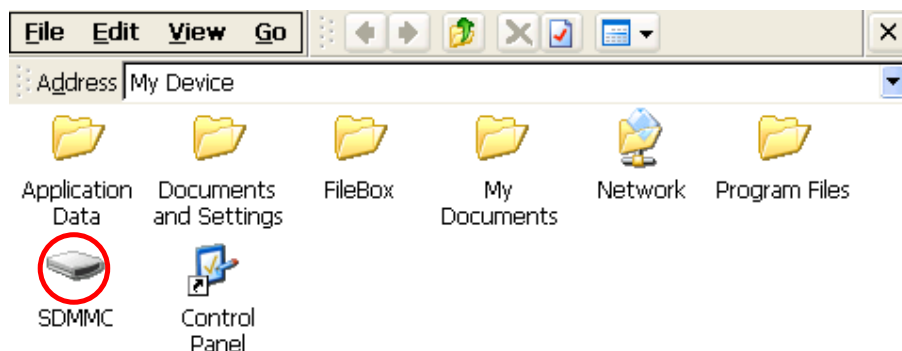 File Edit View Go
Address My Device
Application Data
Documents and Settings
FileBox
My Documents
Network
Program Files
SDMMC
Control Panel